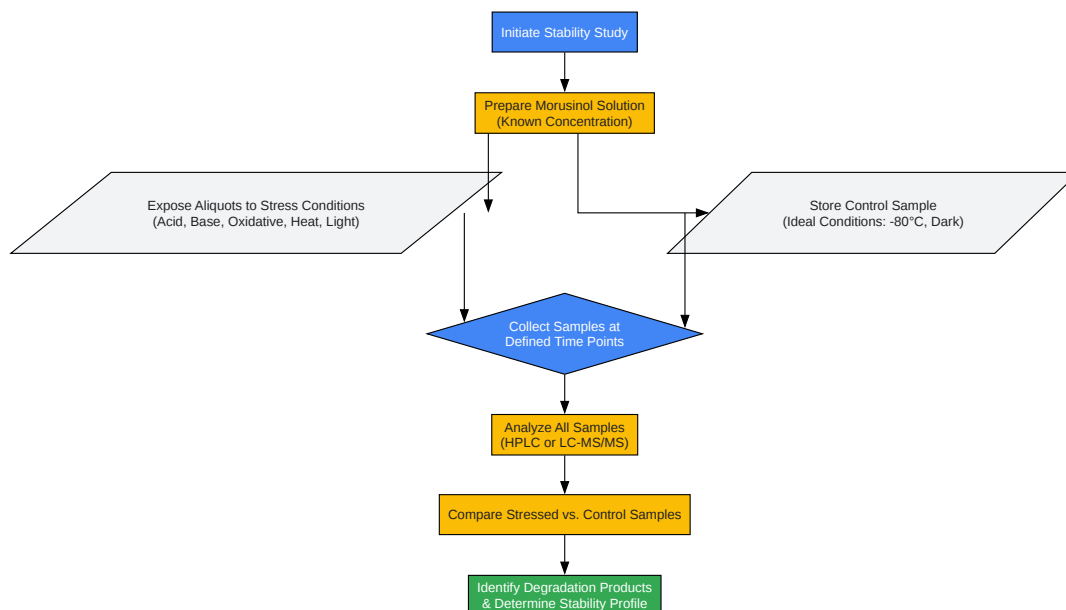 Initiate Stability Study
Prepare Morusinol Solution
(Known Concentration)
Expose Aliquots to Stress Conditions
(Acid, Base, Oxidative, Heat, Light)
Store Control Sample
(Ideal Conditions: -80°C, Dark)
Collect Samples at
Defined Time Points
Analyze All Samples
(HPLC or LC-MS/MS)
Compare Stressed vs. Control Samples
Identify Degradation Products
& Determine Stability Profile